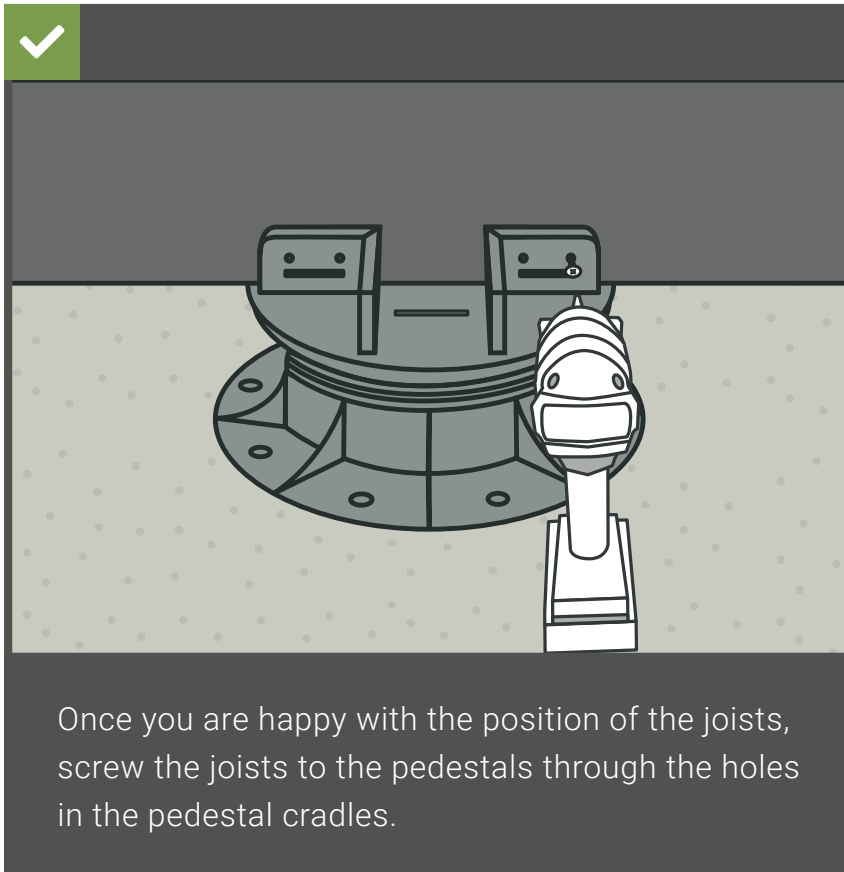 Once you are happy with the position of the joists,
screw the joists to the pedestals through the holes
in the pedestal cradles.